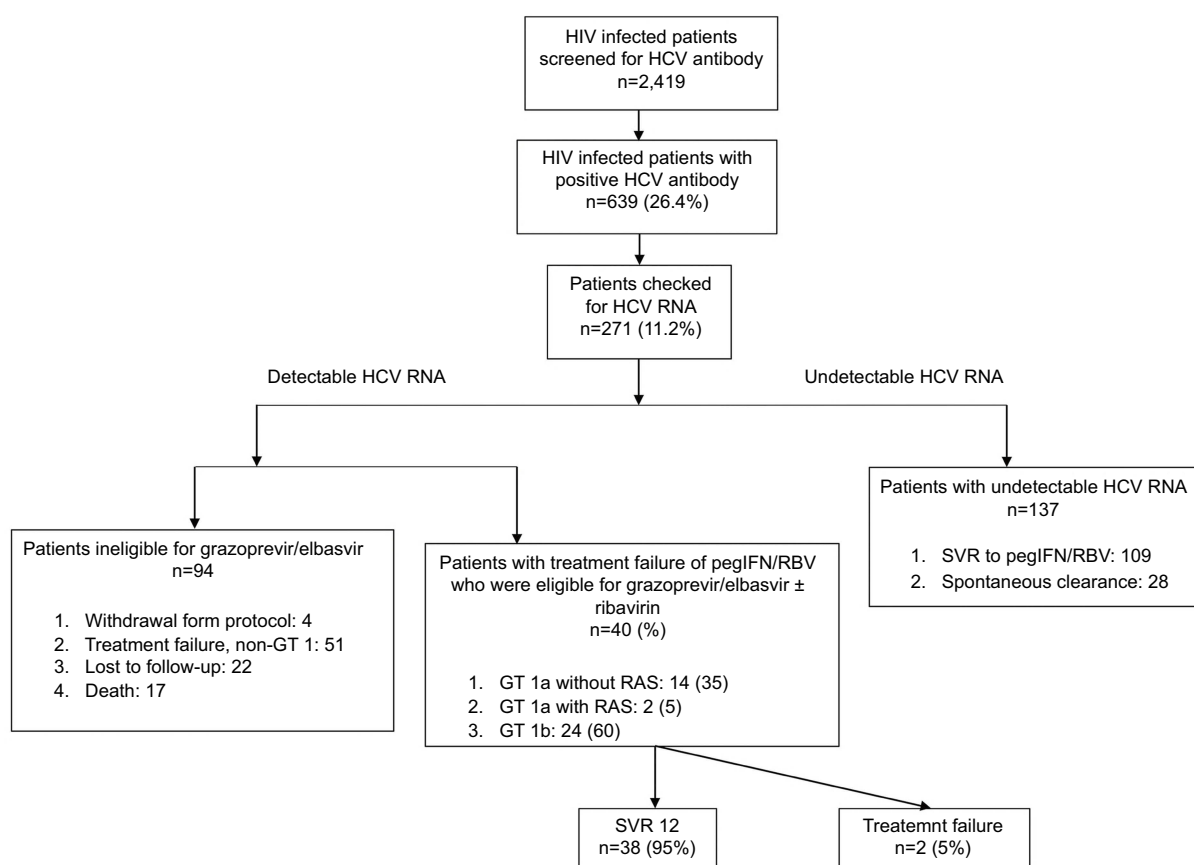 HIV infected patients
screened for HCV antibody
n=2,419
HIV infected patients with
positive HCV antibody
n=639 (26.4%)
Patients checked
for HCV RNA
n=271 (11.2%)
Detectable HCV RNA
Undetectable HCV RNA
Patients ineligible for grazoprevir/elbasvir
n=94
1. Withdrawal form protocol: 4
2. Treatment failure, non-GT 1: 51
3. Lost to follow-up: 22
4. Death: 17
Patients with treatment failure of pegIFN/RBV
who were eligible for grazoprevir/elbasvir ±
ribavirin
n=40 (%)
1. GT 1a without RAS: 14 (35)
2. GT 1a with RAS: 2 (5)
3. GT 1b: 24 (60)
Patients with undetectable HCV RNA
n=137
1. SVR to pegIFN/RBV: 109
2. Spontaneous clearance: 28
SVR 12
n=38 (95%)
Treatemnt failure
n=2 (5%)